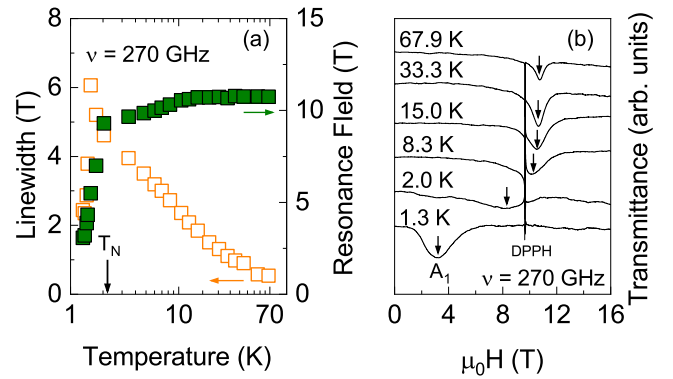 8
6
4
2
0
Linewidth (T)
ν = 270 GHz
(a)
T_N
15
10
5
0
Resonance FIeld (T)
1
10
70
Temperature (K)
(b)
67.9 K
33.3 K
15.0 K
8.3 K
2.0 K
1.3 K
DPPH
A₁
ν = 270 GHz
0
4
8
12
16
μ₀H (T)
Transmittance (arb. units)